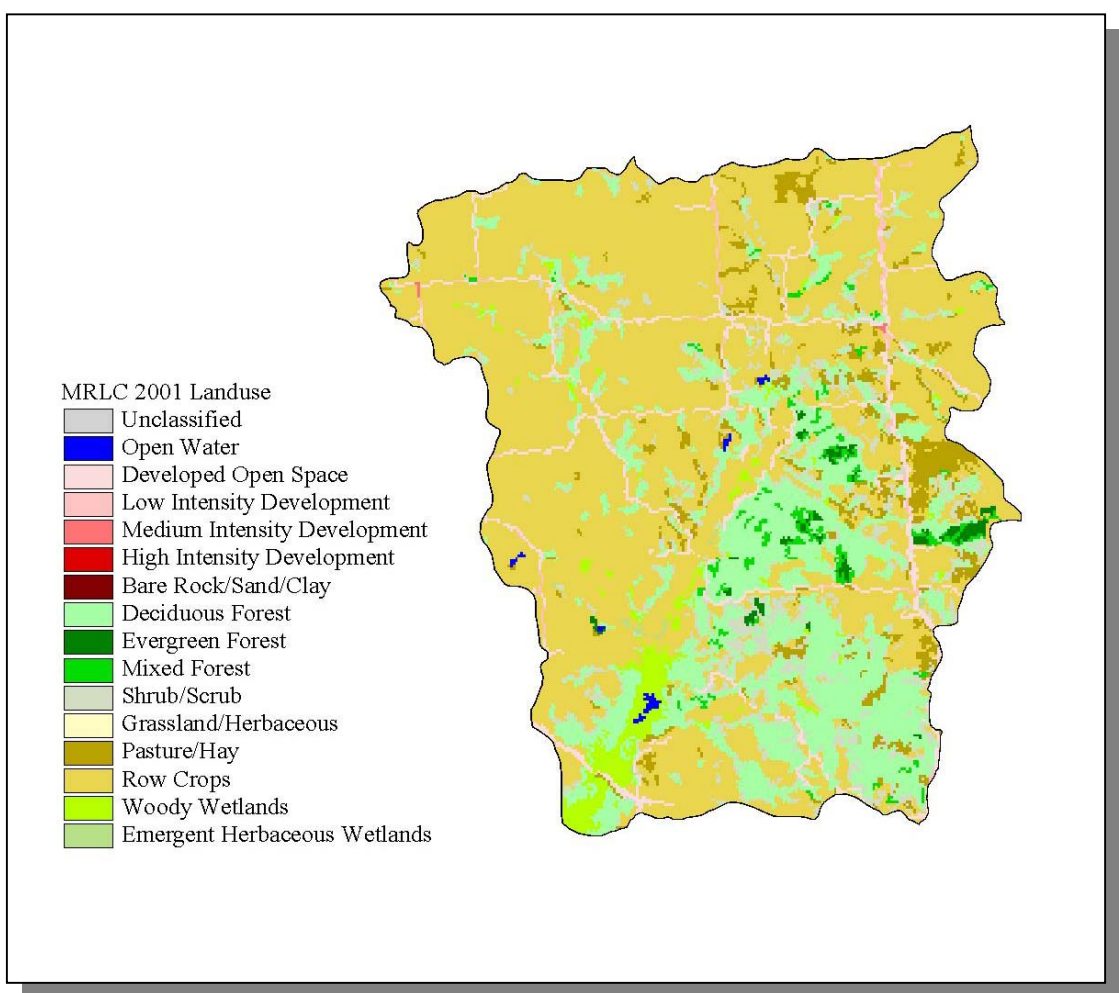 MRLC 2001 Landuse
Unclassified
Open Water
Developed Open Space
Low Intensity Development
Medium Intensity Development
High Intensity Development
Bare Rock/Sand/Clay
Deciduous Forest
Evergreen Forest
Mixed Forest
Shrub/Scrub
Grassland/Herbaceous
Pasture/Hay
Row Crops
Woody Wetlands
Emergent Herbaceous Wetlands